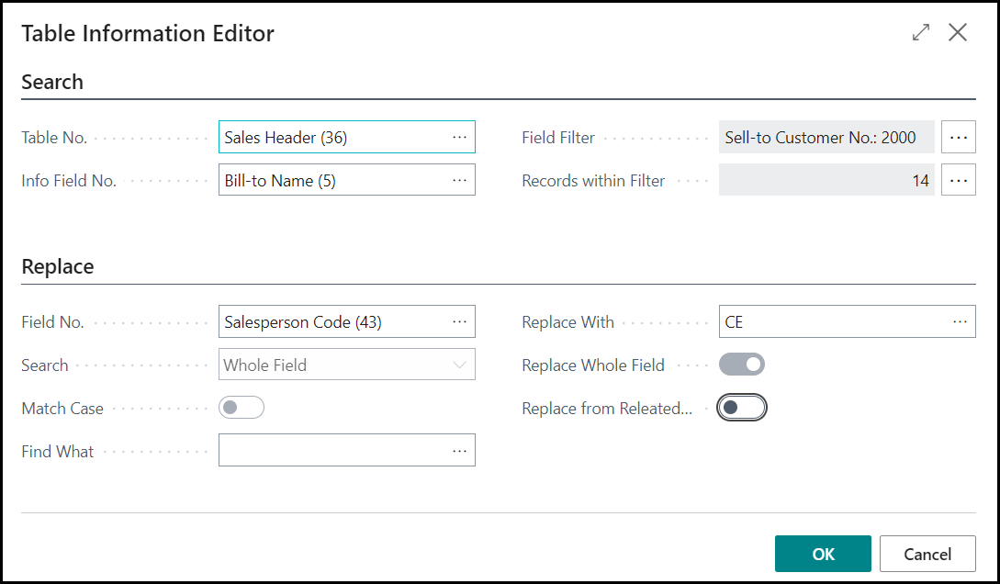 Table Information Editor
Search
Table No. Sales Header (36) ... Field Filter Sell-to Customer No.: 2000 ...
Info Field No. Bill-to Name (5) ... Records within Filter 14 ...
Replace
Field No. Salesperson Code (43) ... Replace With CE ...
Search Whole Field Replace Whole Field
Match Case Replace from Releated...
Find What ...
OK Cancel